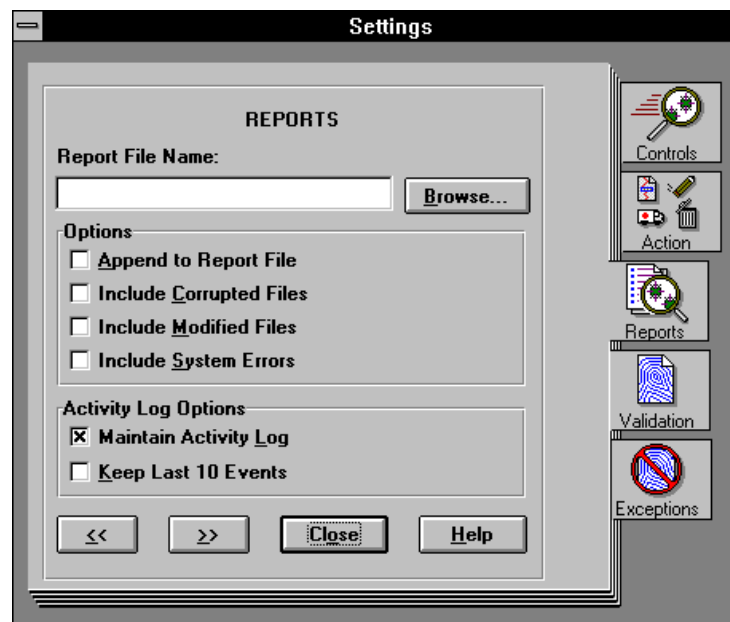 Settings
REPORTS
Report File Name:
Browse...
Options
Append to Report File
Include Corrupted Files
Include Modified Files
Include System Errors
Activity Log Options
Maintain Activity Log
Keep Last 10 Events
<<
>>
Close
Help
Controls
Action
Reports
Validation
Exceptions